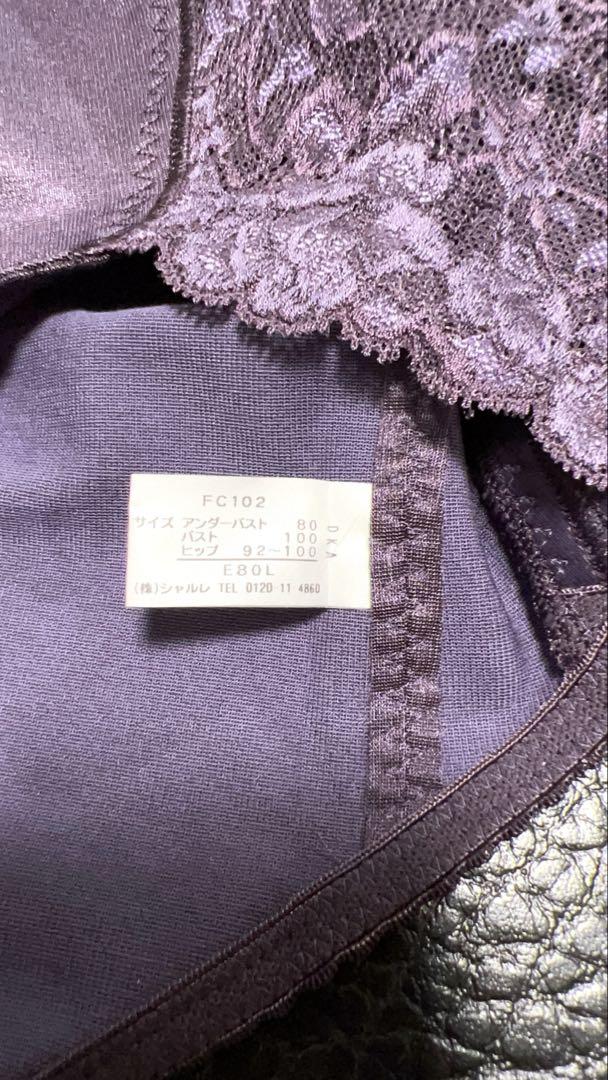 FC102
サイズ アンダーバスト 80
バスト 100
ヒップ 92〜100
E80L
(株)シャルレ TEL 0120-11 4860
DKA